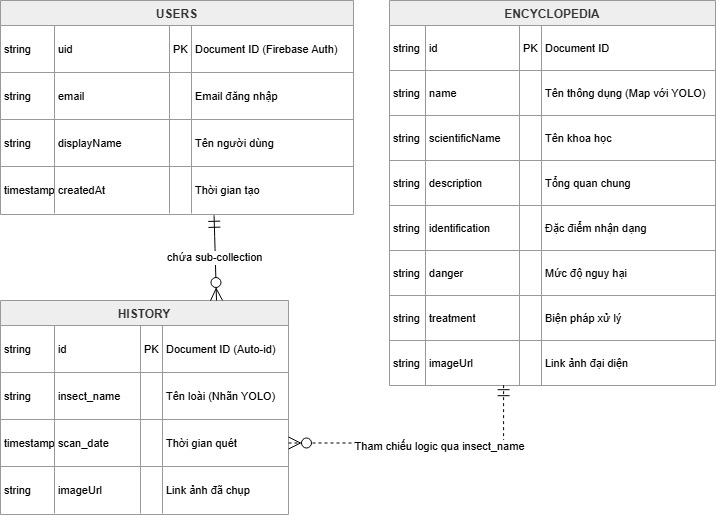 USERS
string uid PK Document ID (Firebase Auth)
string email Email đăng nhập
string displayName Tên người dùng
timestamp createdAt Thời gian tạo
chứa sub-collection
HISTORY
string id PK Document ID (Auto-id)
string insect_name Tên loài (Nhãn YOLO)
timestamp scan_date Thời gian quét
string imageUrl Link ảnh đã chụp
ENCYCLOPEDIA
string id PK Document ID
string name Tên thông dụng (Map với YOLO)
string scientificName Tên khoa học
string description Tổng quan chung
string identification Đặc điểm nhận dạng
string danger Mức độ nguy hại
string treatment Biện pháp xử lý
string imageUrl Link ảnh đại diện
Tham chiếu logic qua insect_name